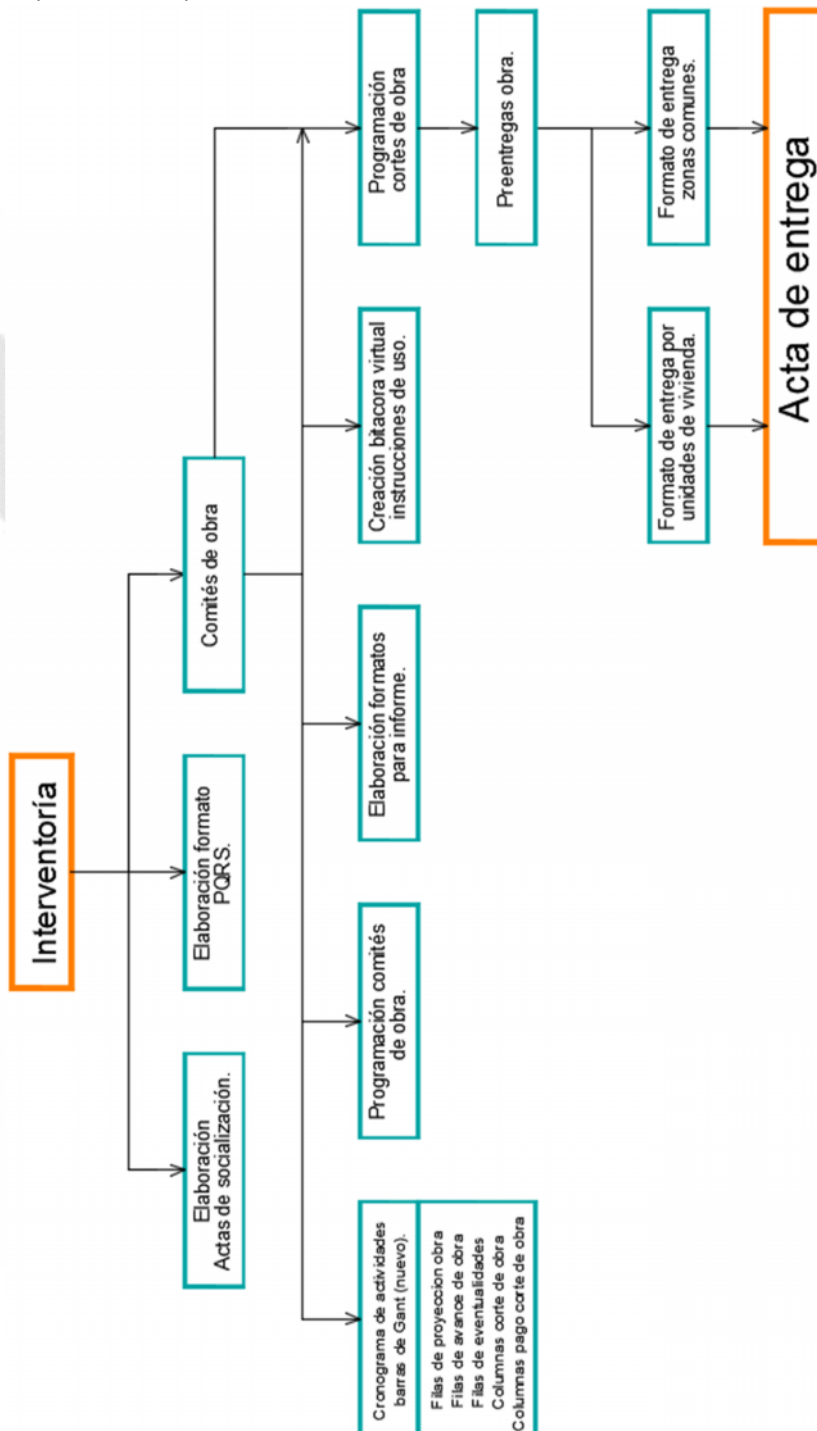 Interventoría
Elaboración
Actas de socialización.
Elaboración formato
PQRS.
Comités de obra
Cronograma de actividades
barras de Gant (nuevo).
Filas de proyeccion obra
Filas de avance de obra
Filas de eventualidades
Columnas corte de obra
Columnas pago corte de obra
Programación comités
de obra.
Elaboración formatos
para informe.
Creación bitacora virtual
instrucciones de uso.
Programación
cortes de obra
Preentregas obra.
Formato de entrega por
unidades de vivienda.
Formato de entrega
zonas comunes.
Acta de entrega